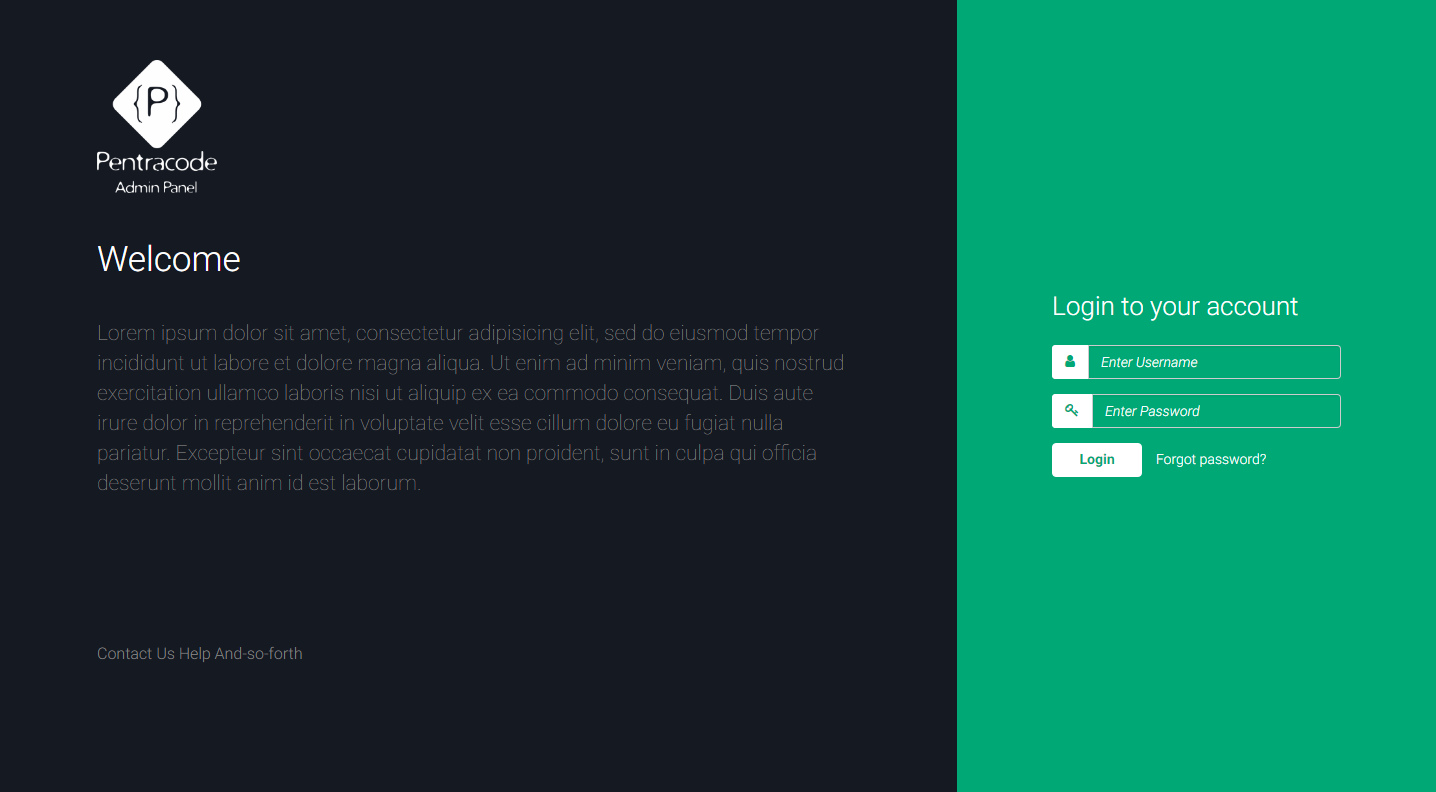 {P}
Pentracode
Admin Panel
Welcome
Lorem ipsum dolor sit amet, consectetur adipisicing elit, sed do eiusmod tempor
incididunt ut labore et dolore magna aliqua. Ut enim ad minim veniam, quis nostrud
exercitation ullamco laboris nisi ut aliquip ex ea commodo consequat. Duis aute
irure dolor in reprehenderit in voluptate velit esse cillum dolore eu fugiat nulla
pariatur. Excepteur sint occaecat cupidatat non proident, sunt in culpa qui officia
deserunt mollit anim id est laborum.
Contact Us Help And-so-forth
Login to your account
Enter Username
Enter Password
Login Forgot password?